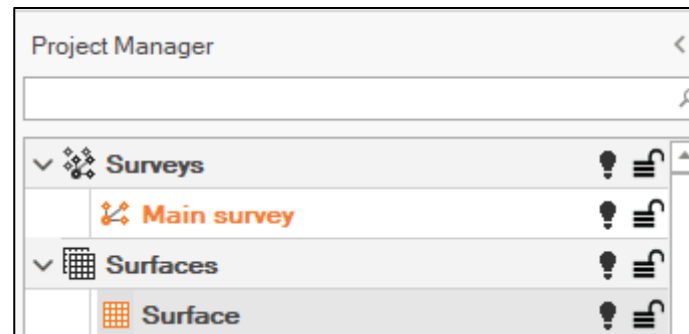 Project Manager
Surveys
Main survey
Surfaces
Surface